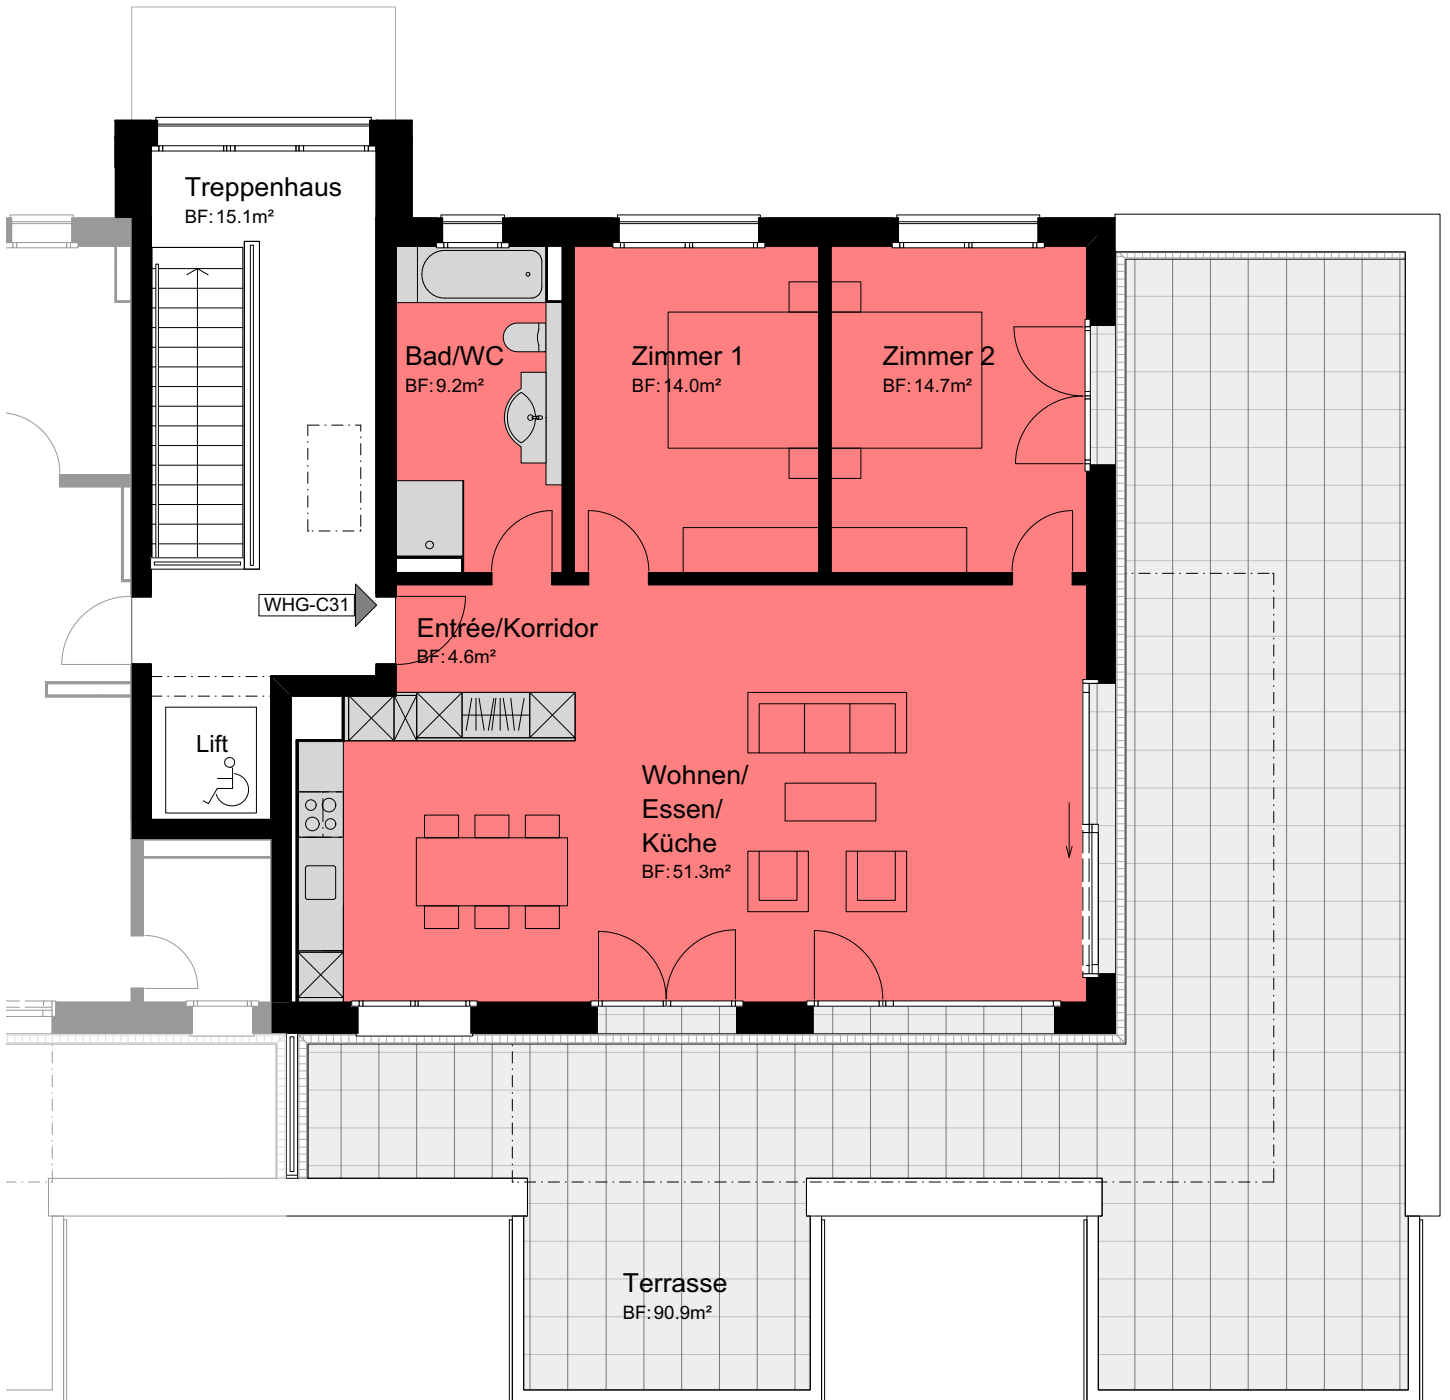 Treppenhaus
BF: 15.1m²
Bad/WC
BF: 9.2m²
Zimmer 1
BF: 14.0m²
Zimmer 2
BF: 14.7m²
WHG-C31
Entrée/Korridor
BF: 4.6m²
Lift
Wohnen/
Essen/
Küche
BF: 51.3m²
Terrasse
BF: 90.9m²